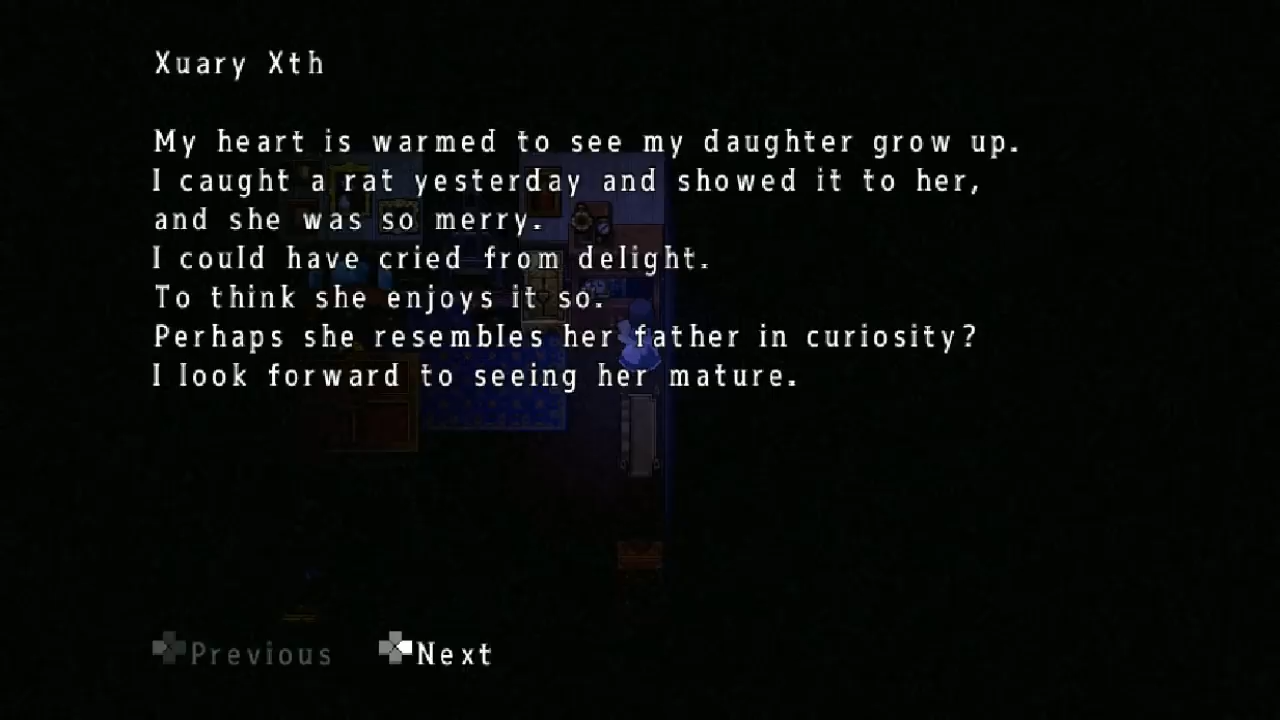 Xuary Xth
My heart is warmed to see my daughter grow up.
I caught a rat yesterday and showed it to her,
and she was so merry.
I could have cried from delight.
To think she enjoys it so.
Perhaps she resembles her father in curiosity?
I look forward to seeing her mature.
Previous Next